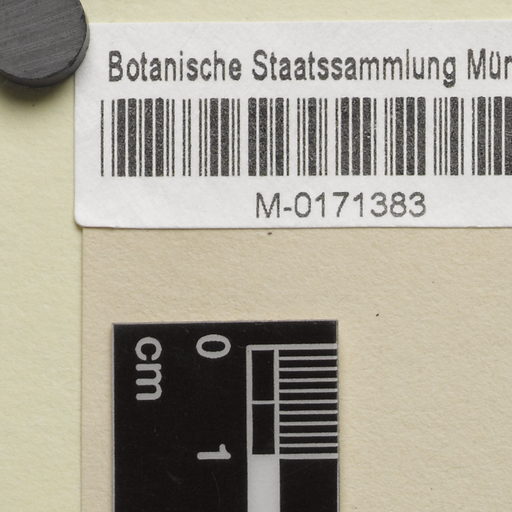 Botanische Staatssammlung Mün
M-0171383
cm
0
1